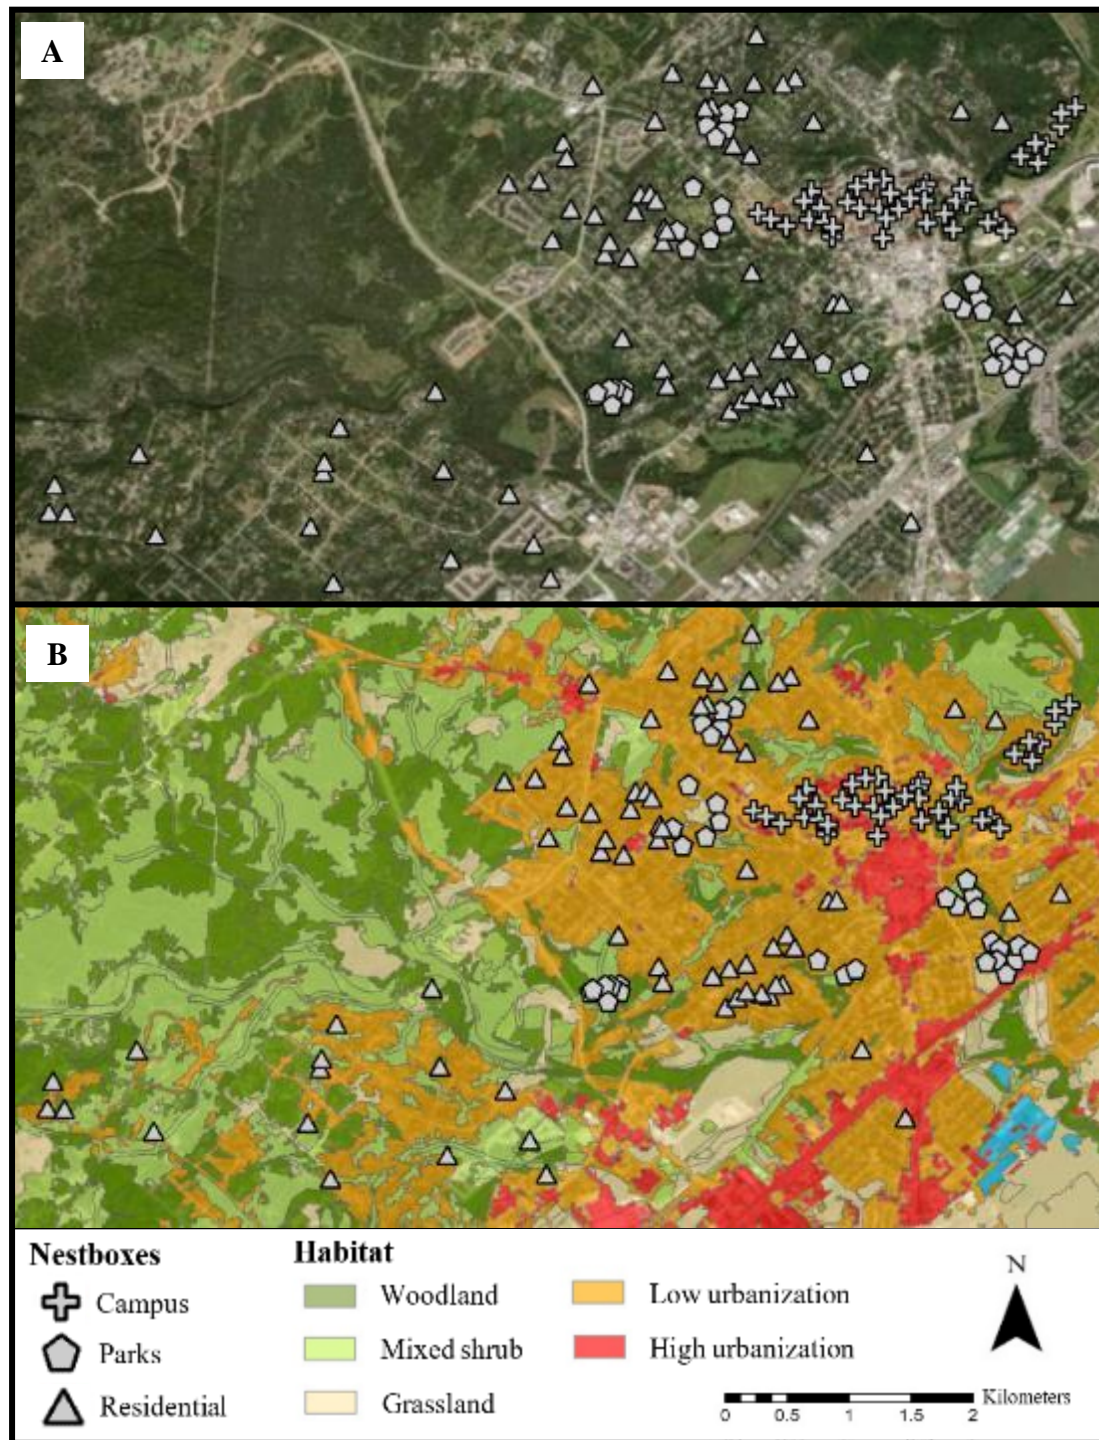 A
B
Nestboxes
Campus
Parks
Residential
Habitat
Woodland
Mixed shrub
Grassland
Low urbanization
High urbanization
N
Kilometers
0 0.5 1 1.5 2